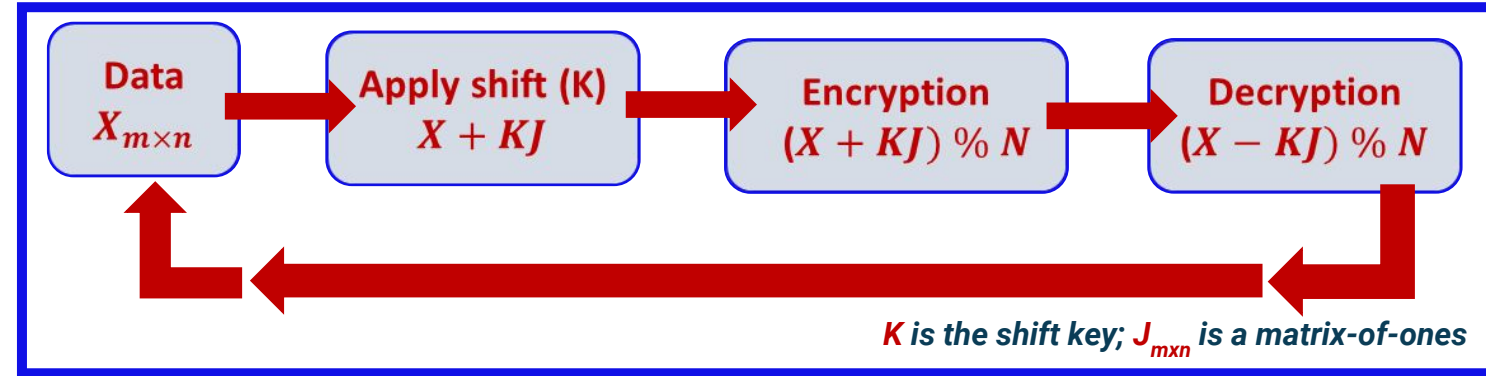 Data
X_{m×n}
Apply shift (K)
X + KJ
Encryption
(X + KJ) % N
Decryption
(X − KJ) % N
K is the shift key; J_{mxn} is a matrix-of-ones